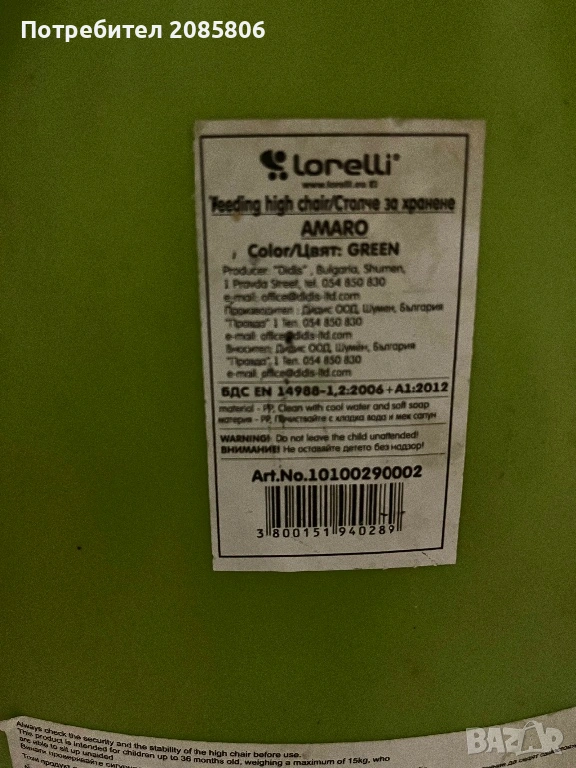 Потребител 2085806
lorelli®
www.lorelli.eu
Feeding high chair/Столче за хранене
AMARO
Color/Цвят: GREEN
Producer: "Didis", Bulgaria, Shumen,
1 Pravda Street, tel. 054 850 830
e-mail: office@didis-ltd.com
Производител: Дидис ООД, Шумен, България
"Правда" 1 Тел. 054 850 830
e-mail: office@didis-ltd.com
Вносител: Дидис ООД, Шумен, България
"Правда" 1 Тел. 054 850 830
e-mail: office@didis-ltd.com
БДС EN 14988-1,2:2006+A1:2012
material - PP, Clean with cool water and soft soap
материя - PP, Почиствайте с хладка вода и мек сапун
WARNING! Do not leave the child unattended!
ВНИМАНИЕ! Не оставяйте детето без надзор!
Art.No.10100290002
3 800151 940289
Always check the security and the stability of the high chair before use.
This product is intended for children up to 36 months old, weighing a maximum of 15kg, who
are able to sit up unaided
Винаги проверявайте
Този продукт
BAZAR